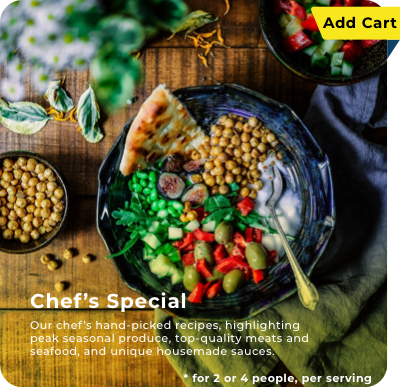 Add Cart
Chef’s Special
Our chef’s hand-picked recipes, highlighting
peak seasonal produce, top-quality meats and
seafood, and unique housemade sauces.
* for 2 or 4 people, per serving